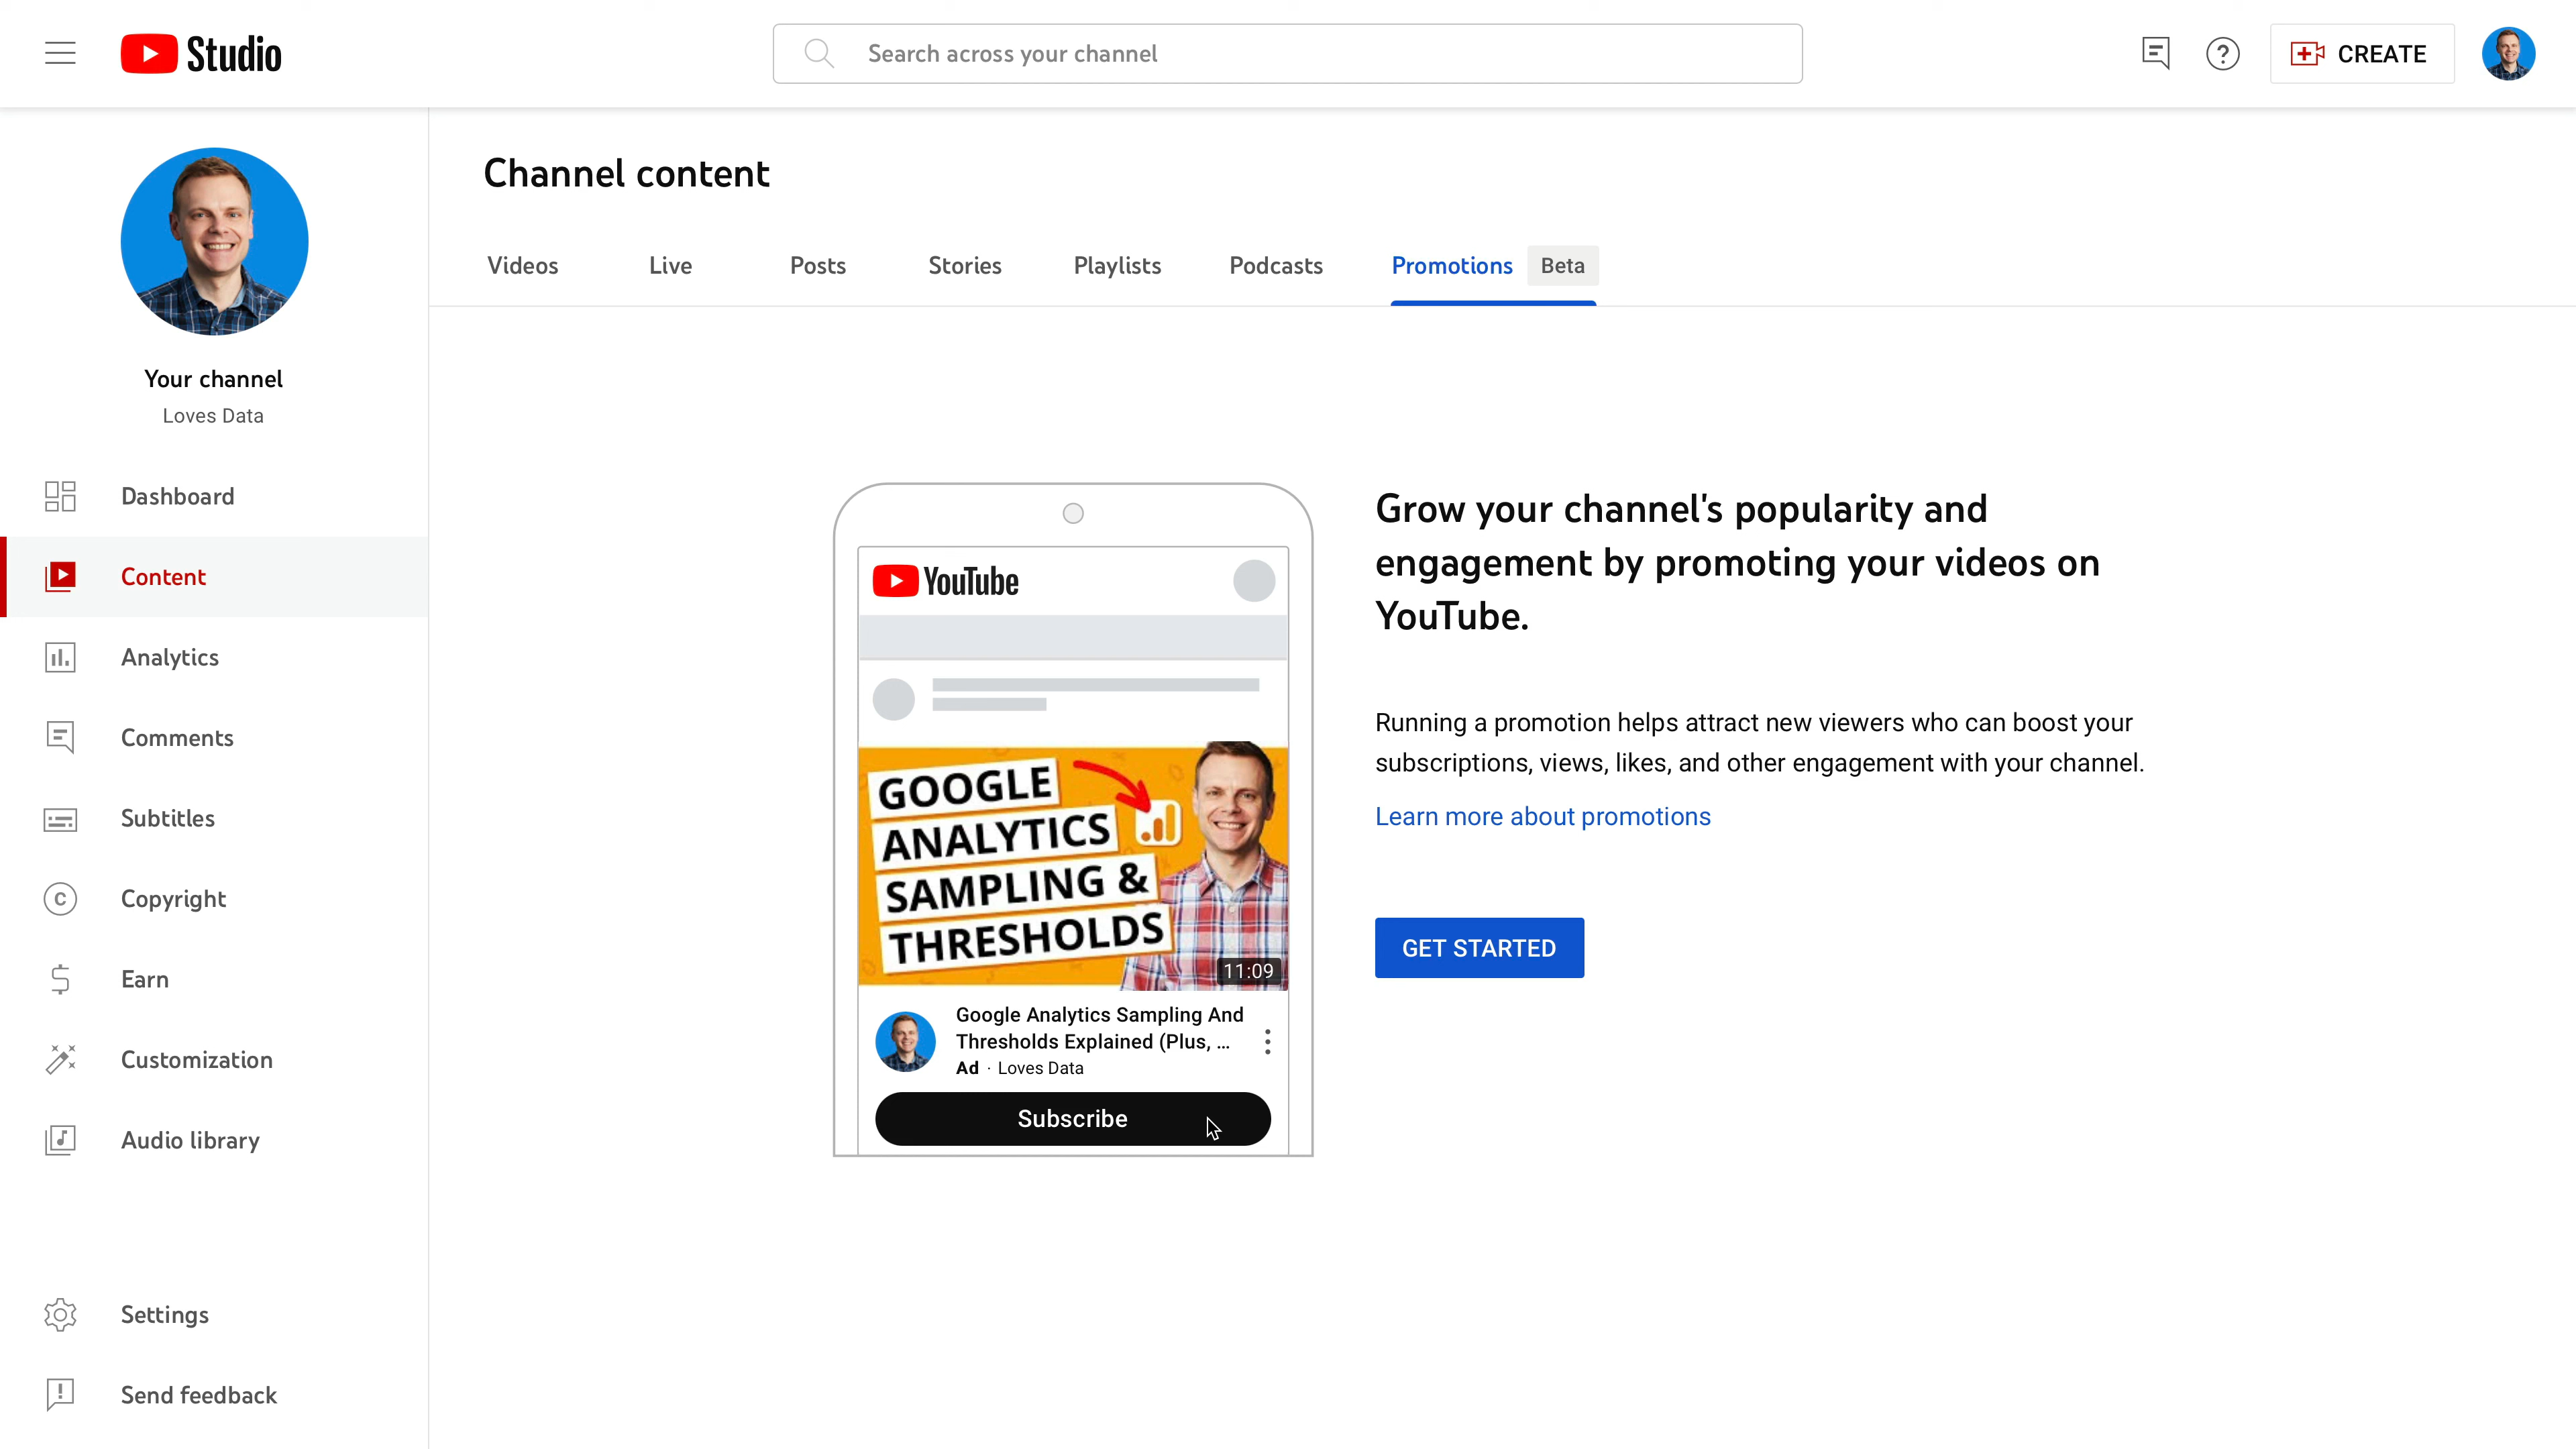 Studio
Search across your channel
CREATE
Your channel
Loves Data
Dashboard
Content
Analytics
Comments
Subtitles
Copyright
Earn
Customization
Audio library
Settings
Send feedback
Channel content
Videos
Live
Posts
Stories
Playlists
Podcasts
Promotions
Beta
YouTube
GOOGLE
ANALYTICS
SAMPLING &
THRESHOLDS
11:09
Google Analytics Sampling And
Thresholds Explained (Plus, ...
Ad · Loves Data
Subscribe
Grow your channel's popularity and
engagement by promoting your videos on
YouTube.
Running a promotion helps attract new viewers who can boost your
subscriptions, views, likes, and other engagement with your channel.
Learn more about promotions
GET STARTED